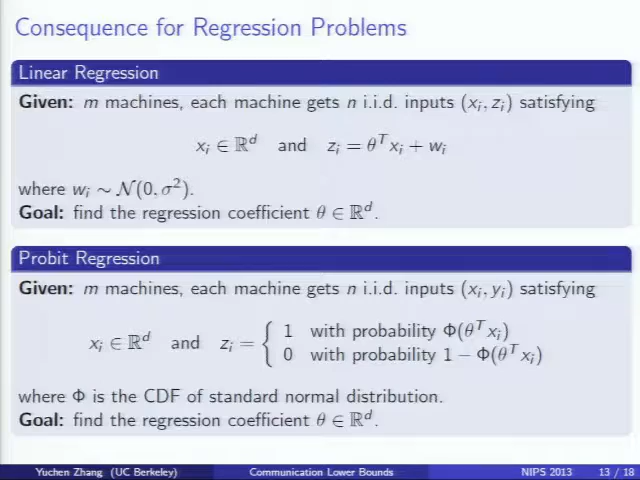 Consequence for Regression Problems
Linear Regression
Given: m machines, each machine gets n i.i.d. inputs (xᵢ, zᵢ) satisfying
xᵢ ∈ ℝᵈ and zᵢ = θᵀxᵢ + wᵢ
where wᵢ ∼ 𝒩(0, σ²).
Goal: find the regression coefficient θ ∈ ℝᵈ.
Probit Regression
Given: m machines, each machine gets n i.i.d. inputs (xᵢ, yᵢ) satisfying
xᵢ ∈ ℝᵈ and zᵢ = { 1 with probability Φ(θᵀxᵢ)
0 with probability 1 − Φ(θᵀxᵢ)
where Φ is the CDF of standard normal distribution.
Goal: find the regression coefficient θ ∈ ℝᵈ.
Yuchen Zhang (UC Berkeley) Communication Lower Bounds NIPS 2013 13 / 18